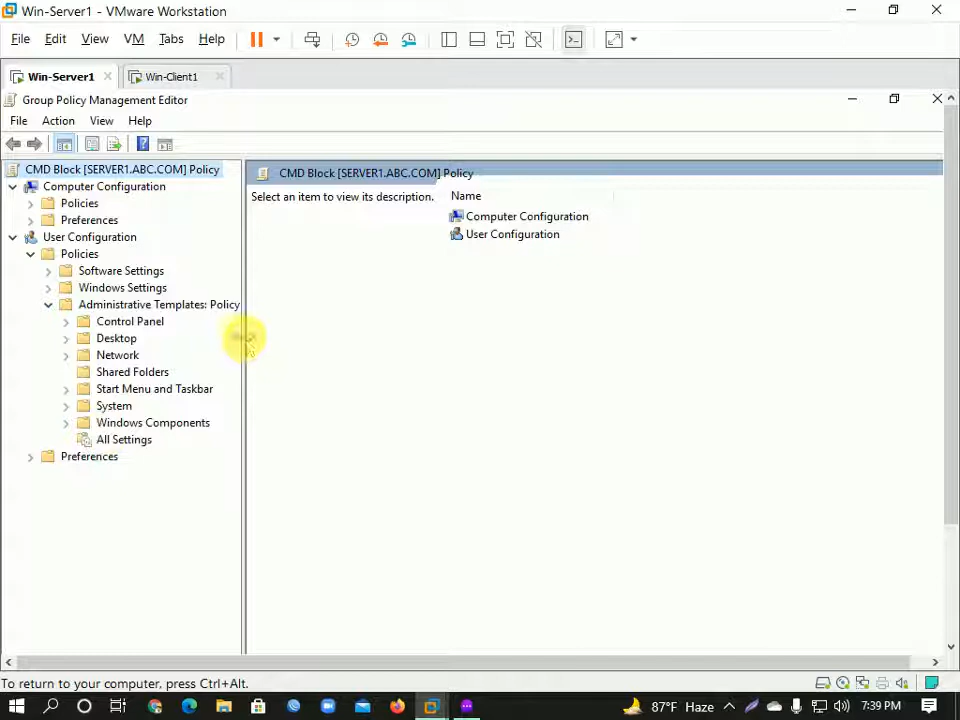 Win-Server1 - VMware Workstation
File Edit View VM Tabs Help
Win-Server1 Win-Client1
Group Policy Management Editor
File Action View Help
CMD Block [SERVER1.ABC.COM] Policy
Computer Configuration
Policies
Preferences
User Configuration
Policies
Software Settings
Windows Settings
Administrative Templates: Policy
Control Panel
Desktop
Network
Shared Folders
Start Menu and Taskbar
System
Windows Components
All Settings
Preferences
CMD Block [SERVER1.ABC.COM] Policy
Select an item to view its description.
Name
Computer Configuration
User Configuration
To return to your computer, press Ctrl+Alt.
87°F Haze 7:39 PM